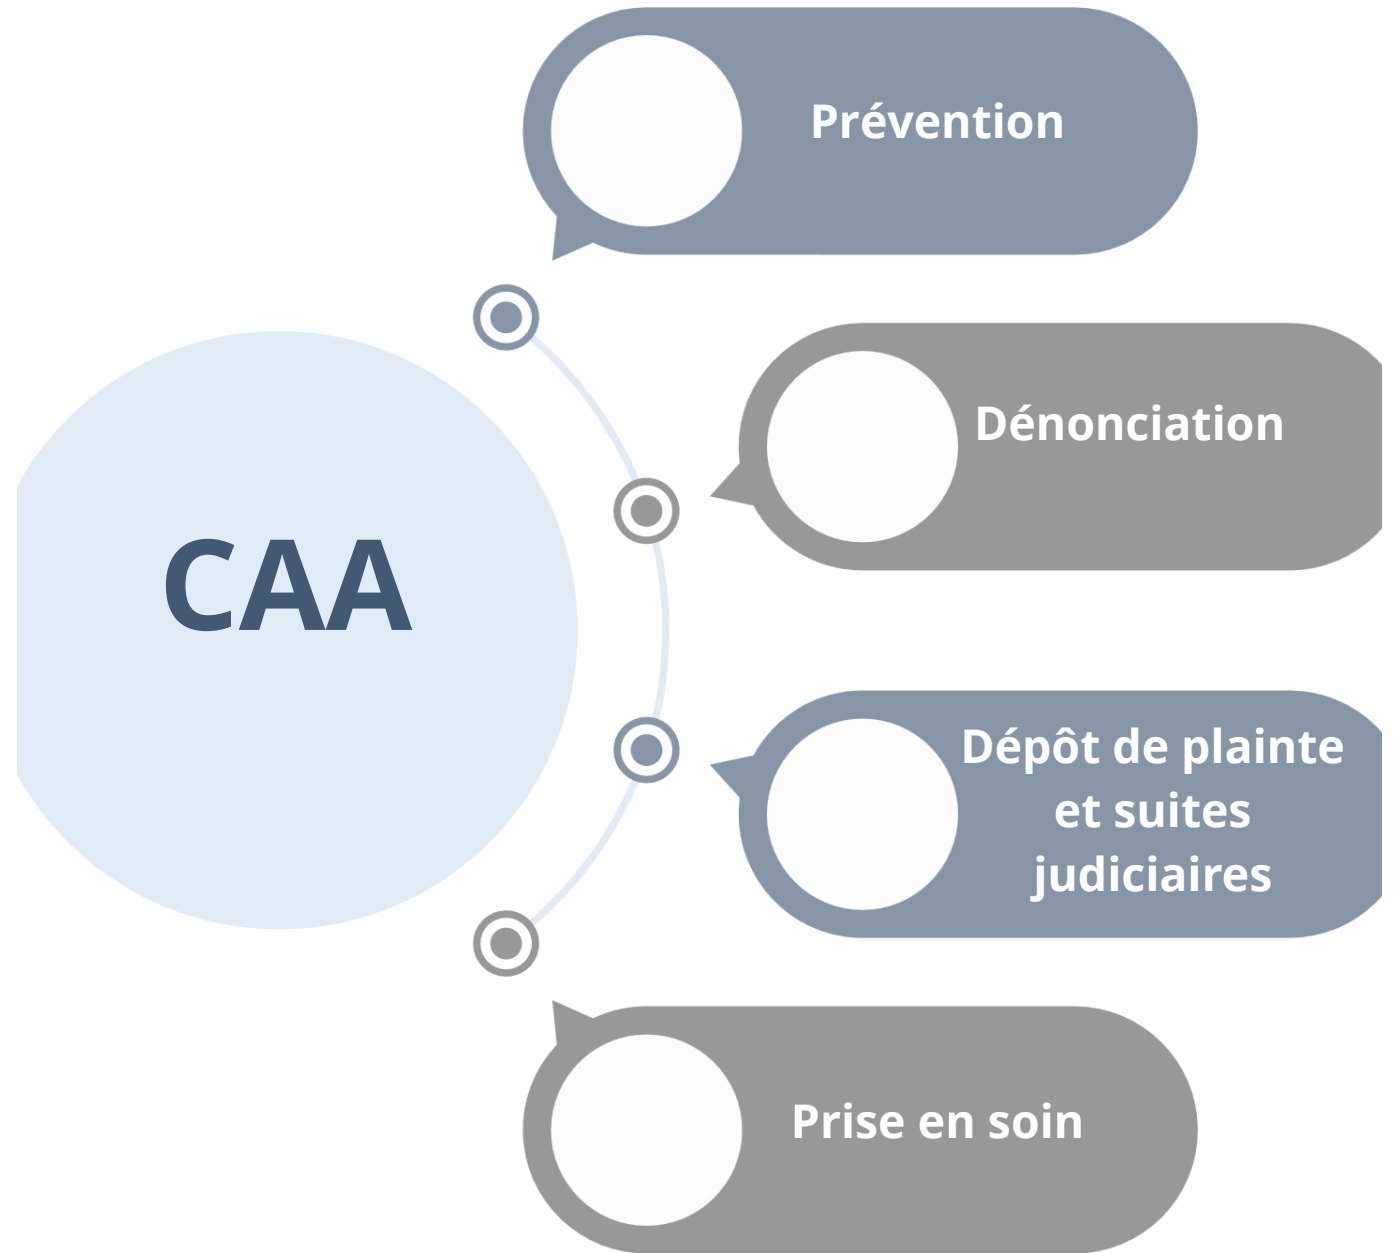 Prévention
Dénonciation
CAA
Dépôt de plainte
et suites
judiciaires
Prise en soin